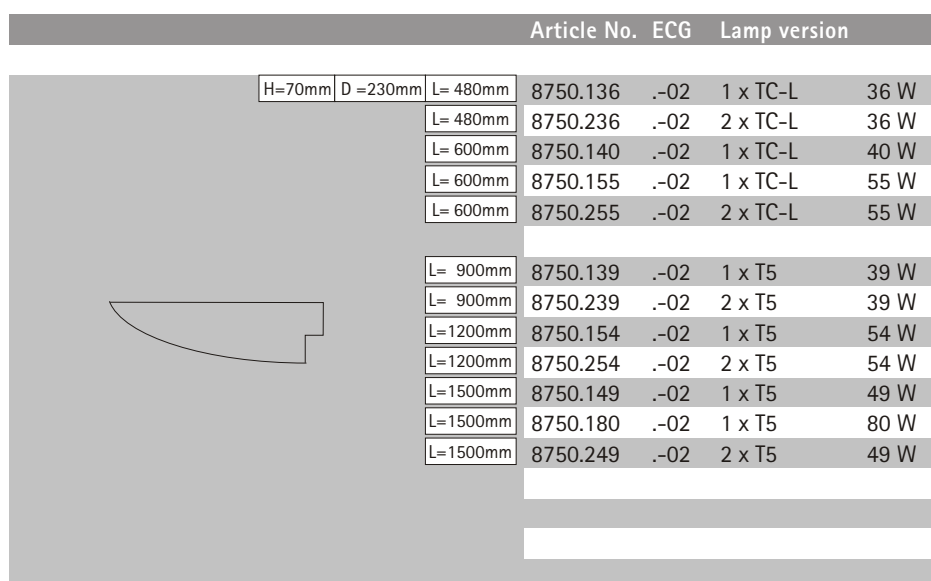 Article No. ECG Lamp version
H=70mm D =230mm L= 480mm 8750.136 .-02 1 x TC-L 36 W
L= 480mm 8750.236 .-02 2 x TC-L 36 W
L= 600mm 8750.140 .-02 1 x TC-L 40 W
L= 600mm 8750.155 .-02 1 x TC-L 55 W
L= 600mm 8750.255 .-02 2 x TC-L 55 W
L= 900mm 8750.139 .-02 1 x T5 39 W
L= 900mm 8750.239 .-02 2 x T5 39 W
L=1200mm 8750.154 .-02 1 x T5 54 W
L=1200mm 8750.254 .-02 2 x T5 54 W
L=1500mm 8750.149 .-02 1 x T5 49 W
L=1500mm 8750.180 .-02 1 x T5 80 W
L=1500mm 8750.249 .-02 2 x T5 49 W